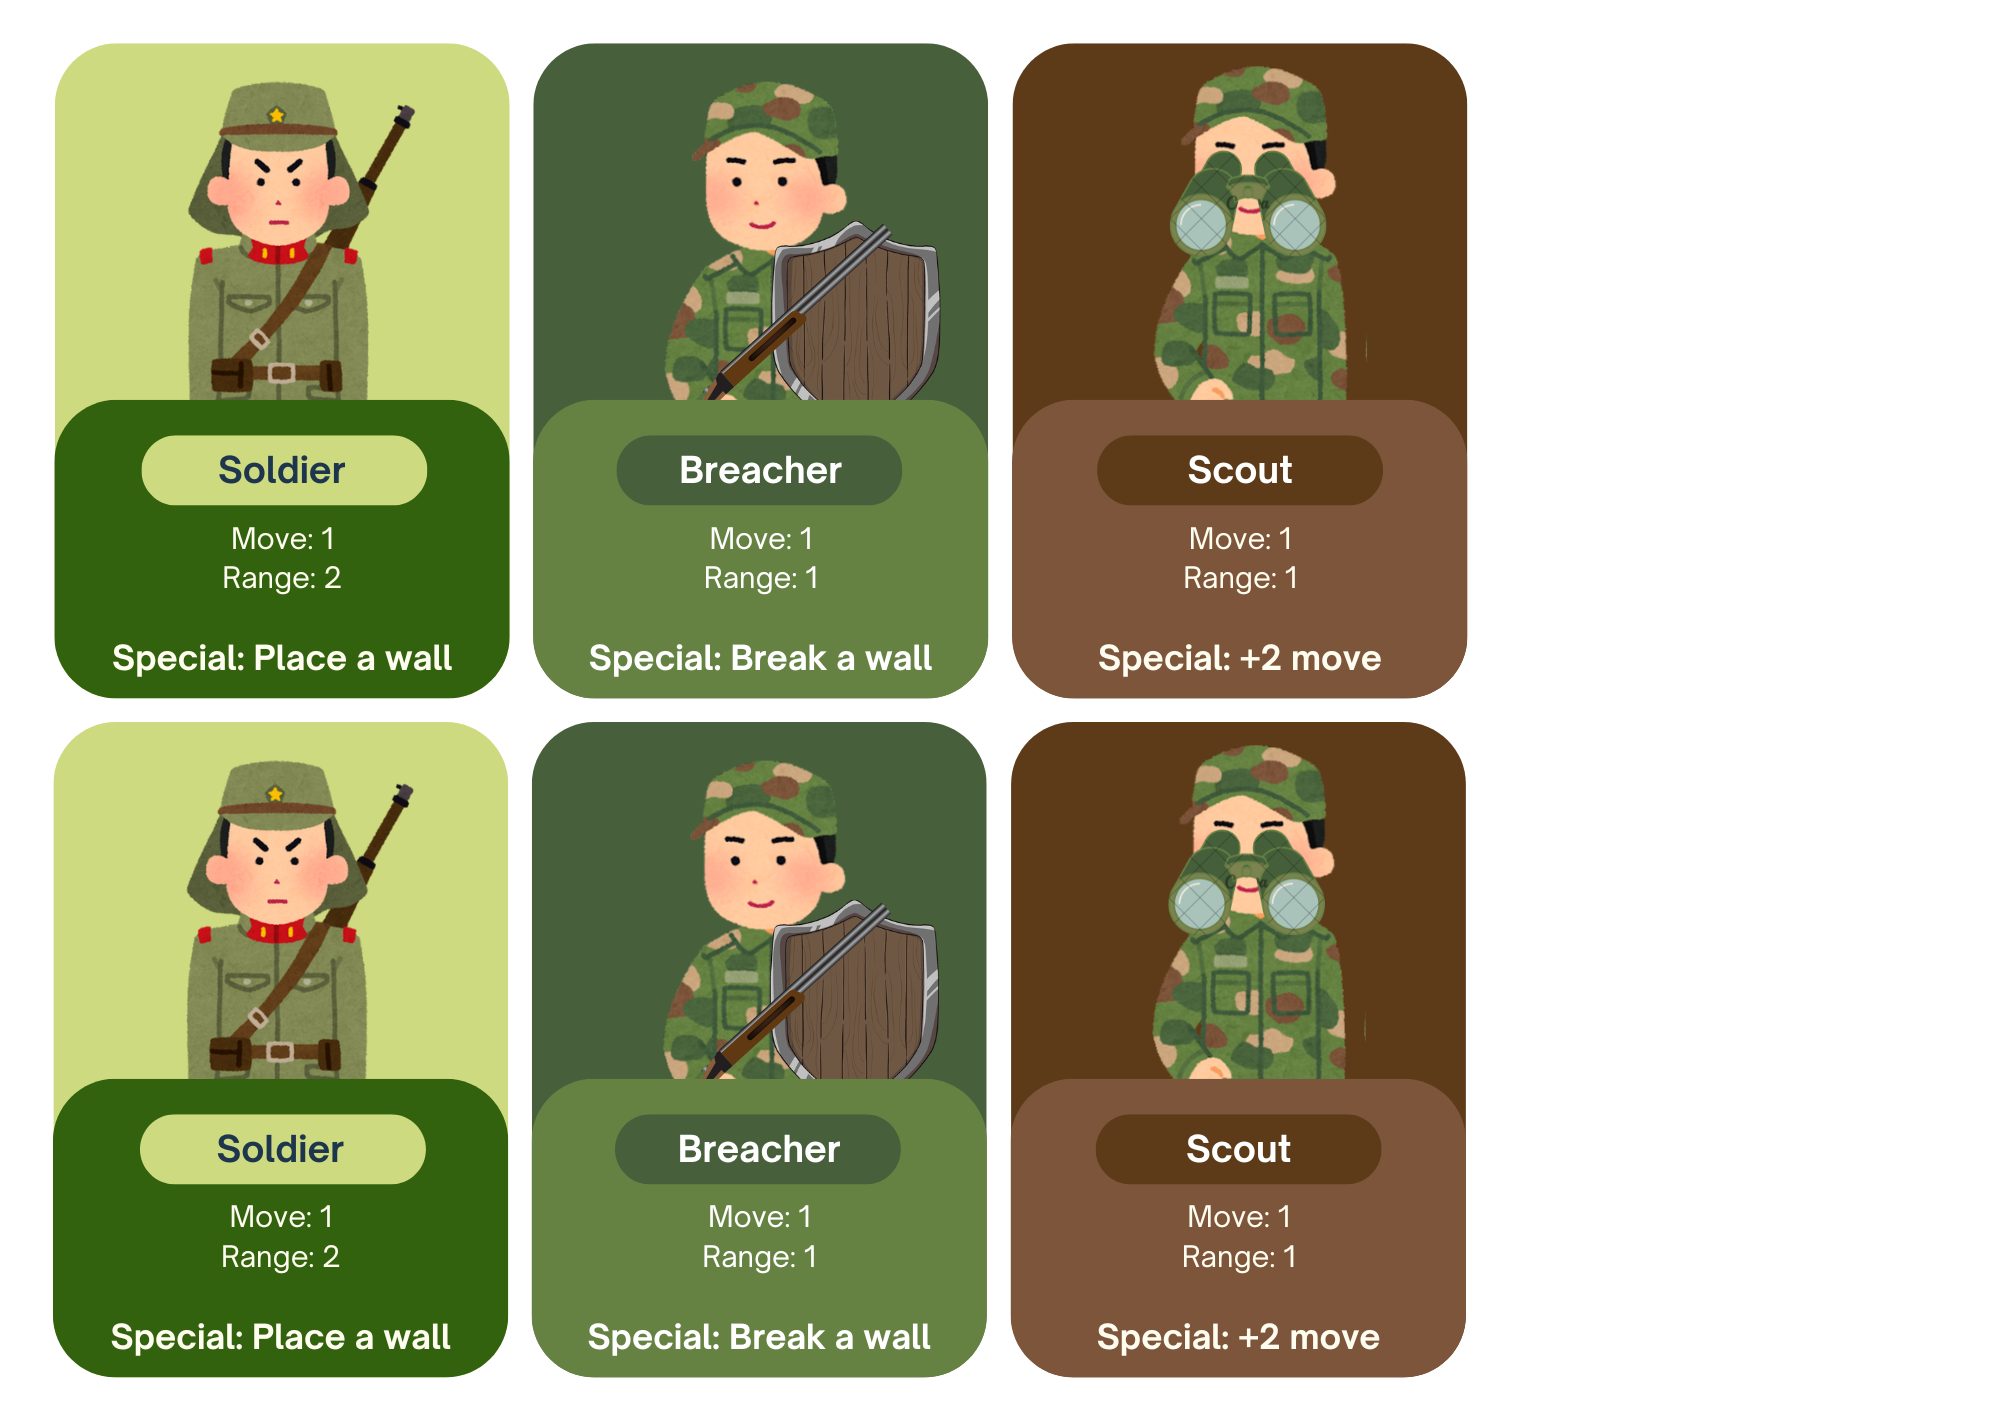 Soldier
Move: 1
Range: 2
Special: Place a wall
Breacher
Move: 1
Range: 1
Special: Break a wall
Scout
Move: 1
Range: 1
Special: +2 move
Soldier
Move: 1
Range: 2
Special: Place a wall
Breacher
Move: 1
Range: 1
Special: Break a wall
Scout
Move: 1
Range: 1
Special: +2 move